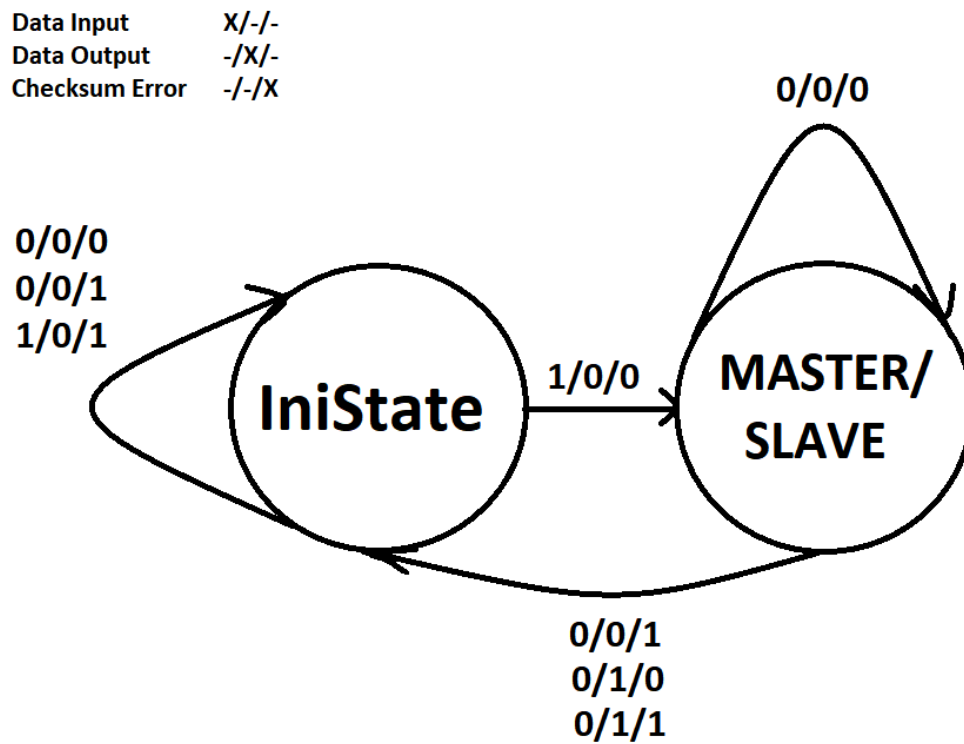 Data Input X/-/-
Data Output -/X/-
Checksum Error -/-/X
0/0/0
0/0/0
0/0/1
1/0/1
IniState
1/0/0
MASTER/
SLAVE
0/0/1
0/1/0
0/1/1